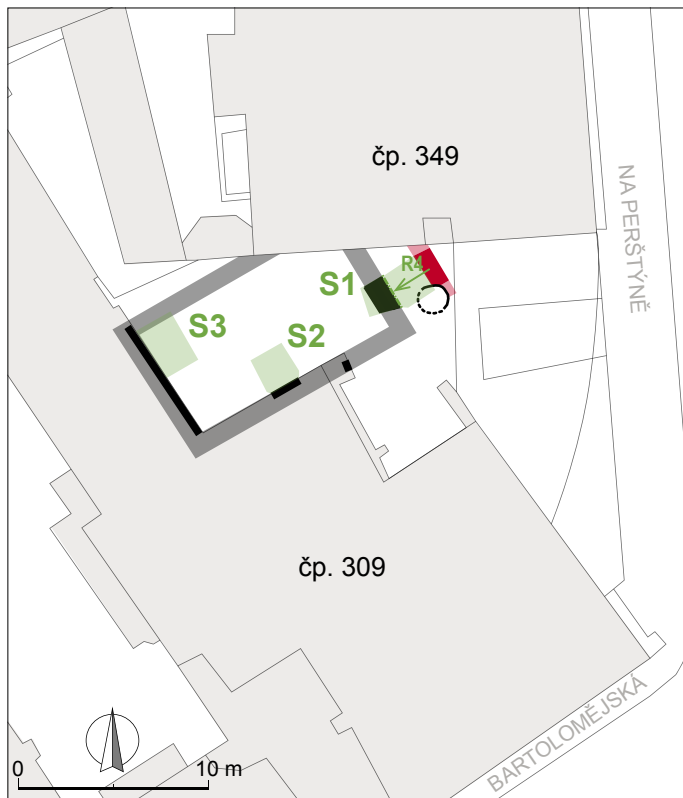 čp. 349
NA PERŠTÝNĚ
R4
S1
S3
S2
čp. 309
BARTOLOMĚJSKÁ
0 10 m